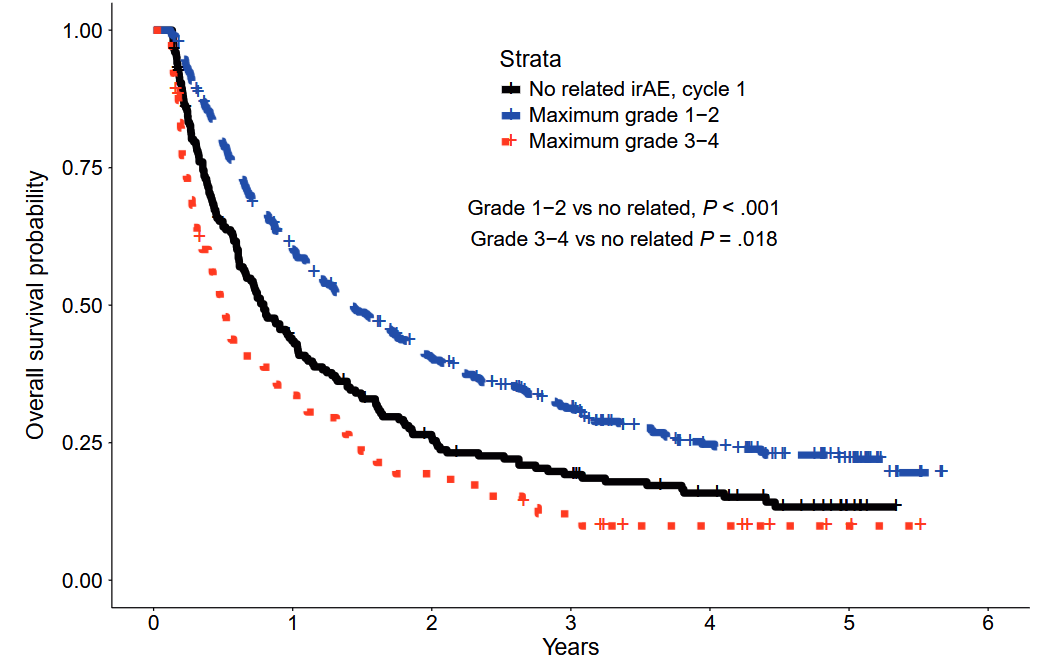 Overall survival probability
1.00
0.75
0.50
0.25
0.00
Strata
No related irAE, cycle 1
Maximum grade 1−2
Maximum grade 3−4
Grade 1−2 vs no related, P < .001
Grade 3−4 vs no related P = .018
0 1 2 3 4 5 6
Years